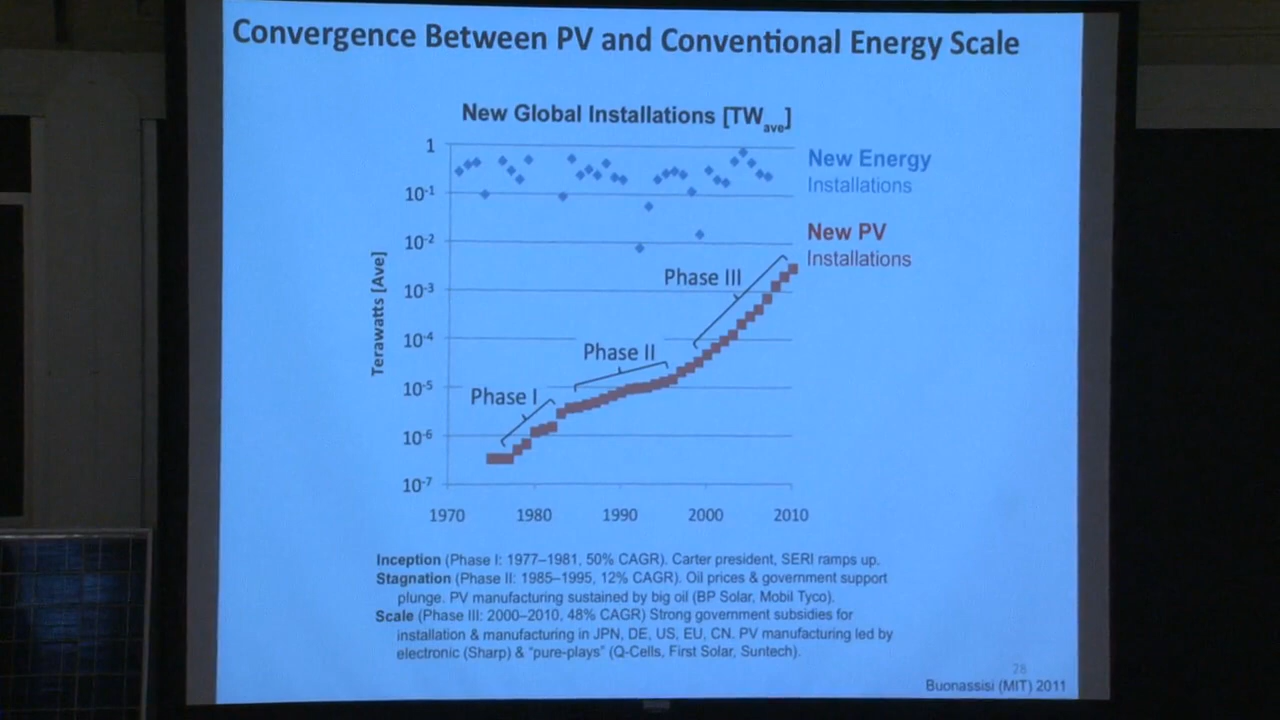 Convergence Between PV and Conventional Energy Scale
New Global Installations [TWave]
1
10-1
10-2
10-3
10-4
10-5
10-6
10-7
Terawatts [Ave]
1970 1980 1990 2000 2010
New Energy
Installations
New PV
Installations
Phase III
Phase II
Phase I
Inception (Phase I: 1977–1981, 50% CAGR). Carter president, SERI ramps up.
Stagnation (Phase II: 1985–1995, 12% CAGR). Oil prices & government support
plunge. PV manufacturing sustained by big oil (BP Solar, Mobil Tyco).
Scale (Phase III: 2000–2010, 48% CAGR) Strong government subsidies for
installation & manufacturing in JPN, DE, US, EU, CN. PV manufacturing led by
electronic (Sharp) & "pure-plays" (Q-Cells, First Solar, Suntech).
28
Buonassisi (MIT) 2011